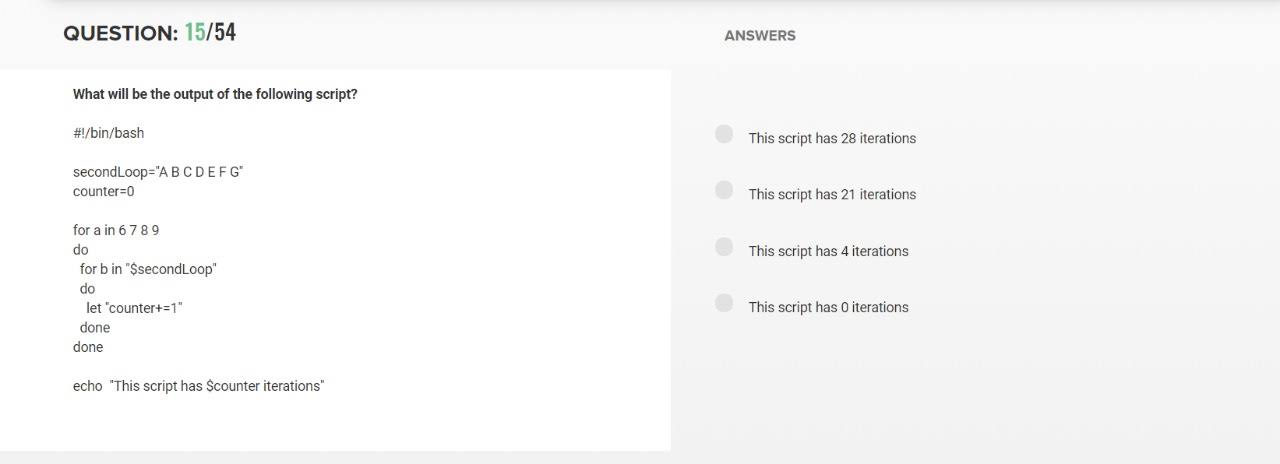 QUESTION: 15/54
ANSWERS
What will be the output of the following script?
#!/bin/bash
secondLoop="A B C D E F G"
counter=0
for a in 6 7 8 9
do
for b in "$secondLoop"
do
let "counter+=1"
done
done
echo "This script has $counter iterations"
This script has 28 iterations
This script has 21 iterations
This script has 4 iterations
This script has 0 iterations